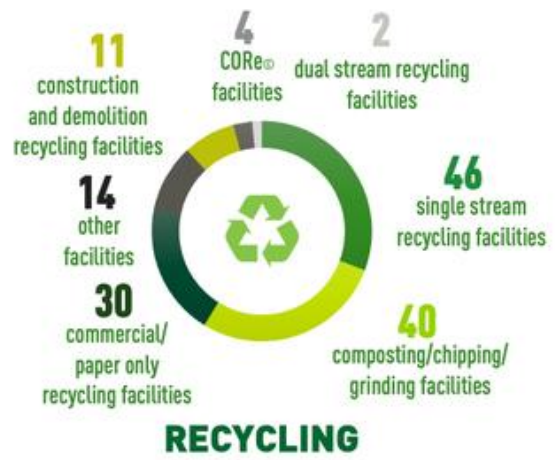 11
construction
and demolition
recycling facilities
4
CORe©
facilities
2
dual stream recycling
facilities
46
single stream
recycling facilities
14
other
facilities
30
commercial/
paper only
recycling facilities
40
composting/chipping/
grinding facilities
RECYCLING